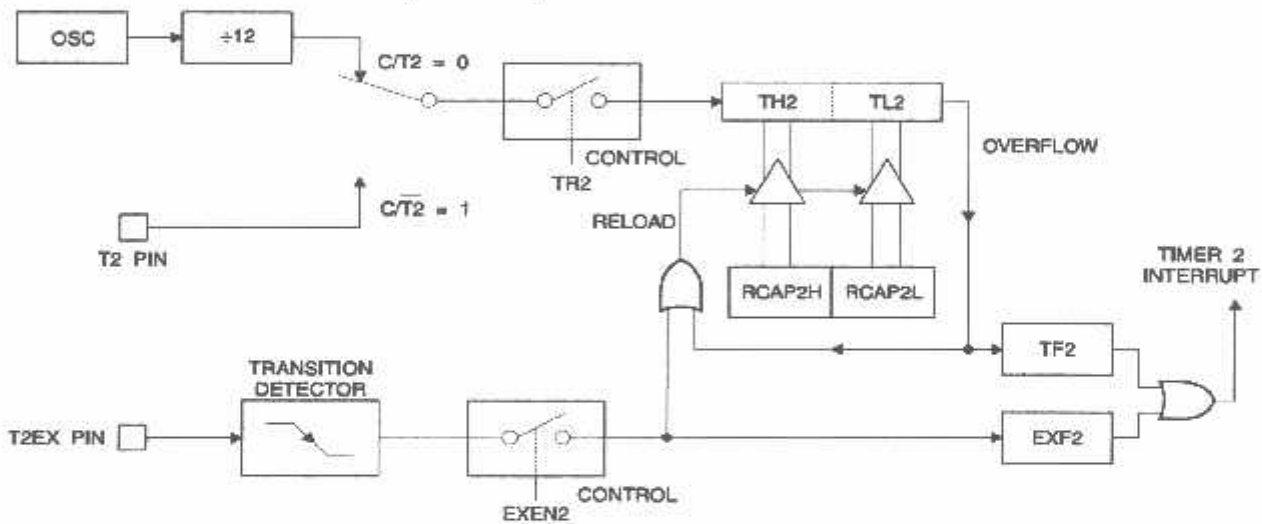 OSC
÷12
C/T2 = 0
TH2
TL2
OVERFLOW
CONTROL
TR2
C/T̅2̅ = 1
RELOAD
T2 PIN
RCAP2H
RCAP2L
TIMER 2
INTERRUPT
TF2
TRANSITION
DETECTOR
T2EX PIN
EXF2
CONTROL
EXEN2